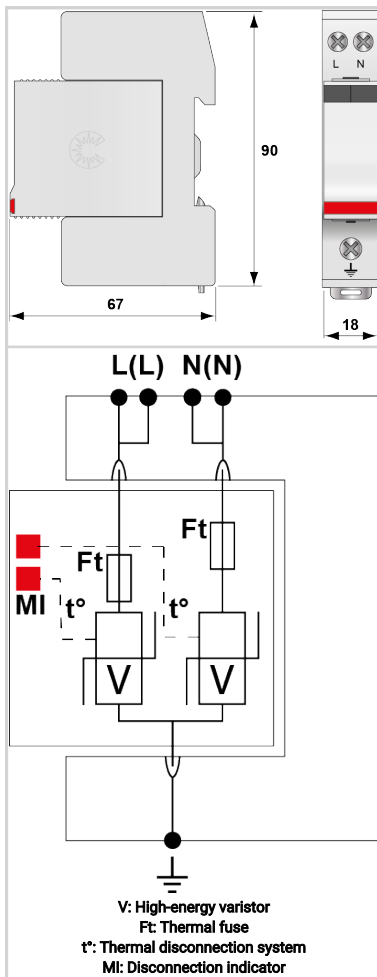 L N
90
67
18
L(L) N(N)
Ft
Ft
MI
t°
t°
V
V
V: High-energy varistor
Ft: Thermal fuse
t°: Thermal disconnection system
MI: Disconnection indicator